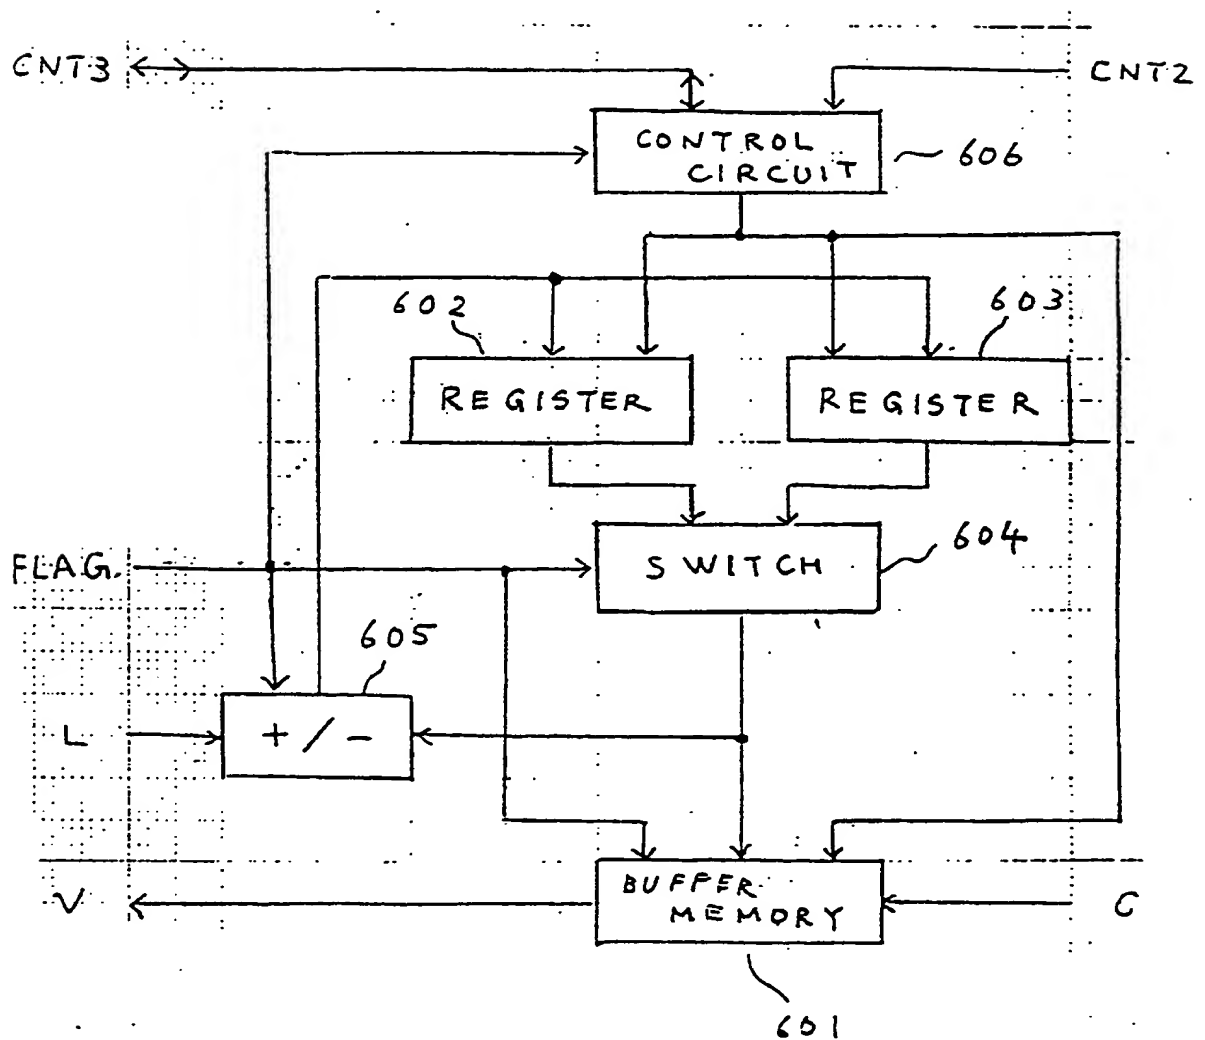 CNT3
CNT2
CONTROL
CIRCUIT
606
602
603
REGISTER
REGISTER
604
FLAG.
SWITCH
605
L
+/-
V
BUFFER
MEMORY
C
601